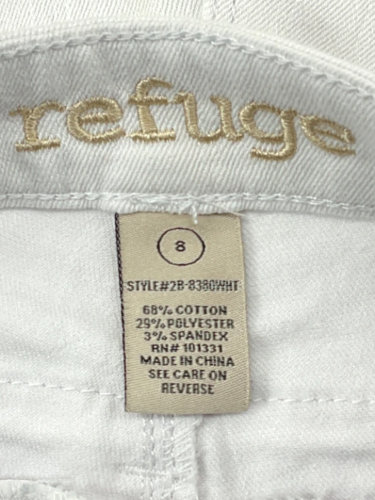 refuge
8
STYLE#2B-8380WHT
68% COTTON
29% POLYESTER
3% SPANDEX
RN# 101331
MADE IN CHINA
SEE CARE ON
REVERSE